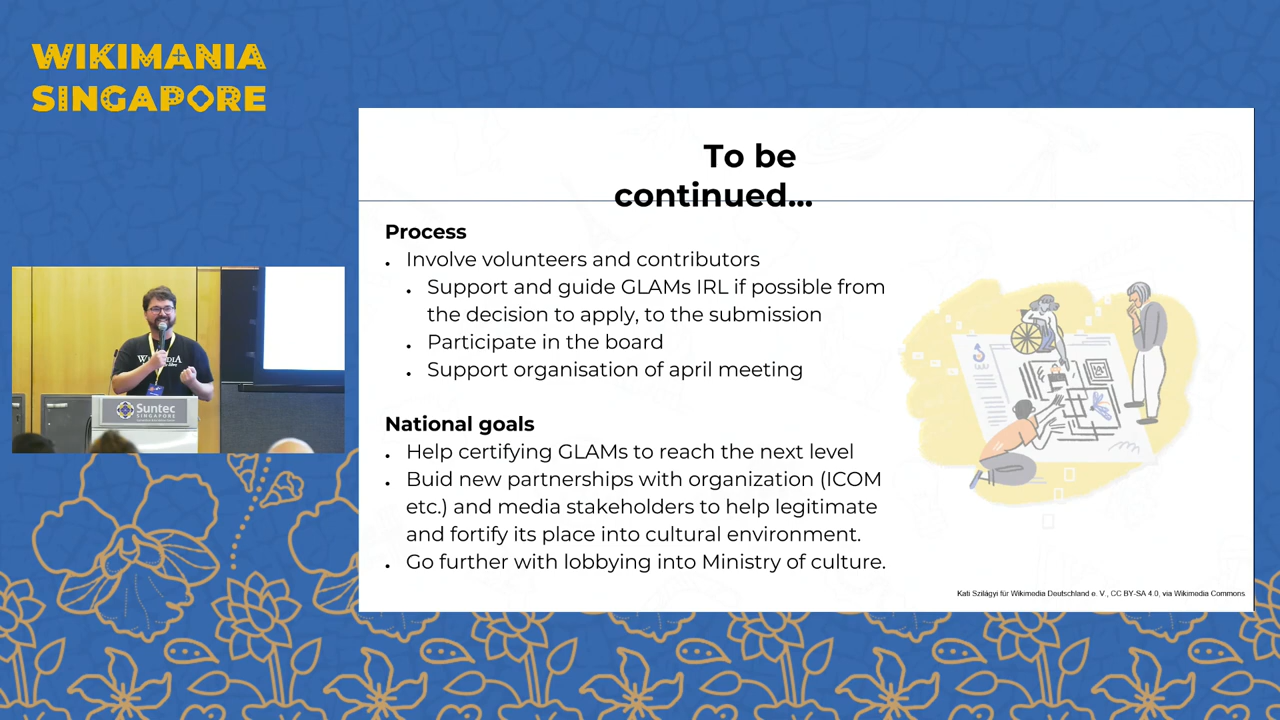 WIKIMANIA
SINGAPORE
To be
continued...
Process
• Involve volunteers and contributors
• Support and guide GLAMs IRL if possible from
the decision to apply, to the submission
• Participate in the board
• Support organisation of april meeting
National goals
• Help certifying GLAMs to reach the next level
• Buid new partnerships with organization (ICOM
etc.) and media stakeholders to help legitimate
and fortify its place into cultural environment.
• Go further with lobbying into Ministry of culture.
Kati Szilágyi für Wikimedia Deutschland e. V., CC BY-SA 4.0, via Wikimedia Commons
Suntec
SINGAPORE